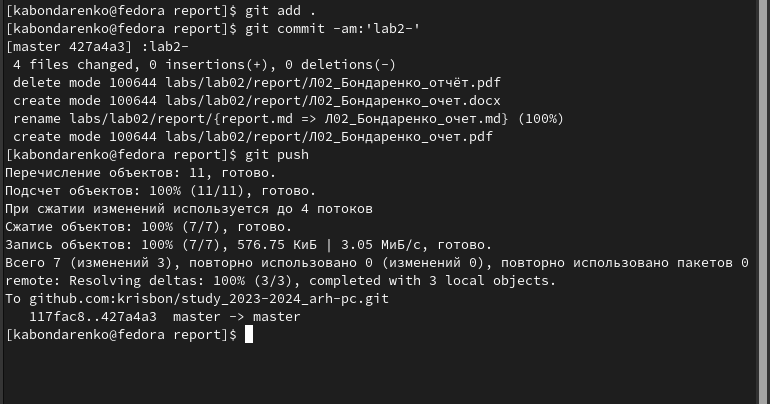 [kabondarenko@fedora report]$ git add .
[kabondarenko@fedora report]$ git commit -am:'lab2-'
[master 427a4a3] :lab2-
 4 files changed, 0 insertions(+), 0 deletions(-)
 delete mode 100644 labs/lab02/report/Л02_Бондаренко_отчёт.pdf
 create mode 100644 labs/lab02/report/Л02_Бондаренко_очет.docx
 rename labs/lab02/report/{report.md => Л02_Бондаренко_очет.md} (100%)
 create mode 100644 labs/lab02/report/Л02_Бондаренко_очет.pdf
[kabondarenko@fedora report]$ git push
Перечисление объектов: 11, готово.
Подсчет объектов: 100% (11/11), готово.
При сжатии изменений используется до 4 потоков
Сжатие объектов: 100% (7/7), готово.
Запись объектов: 100% (7/7), 576.75 КиБ | 3.05 МиБ/с, готово.
Всего 7 (изменений 3), повторно использовано 0 (изменений 0), повторно использовано пакетов 0
remote: Resolving deltas: 100% (3/3), completed with 3 local objects.
To github.com:krisbon/study_2023-2024_arh-pc.git
   117fac8..427a4a3  master -> master
[kabondarenko@fedora report]$